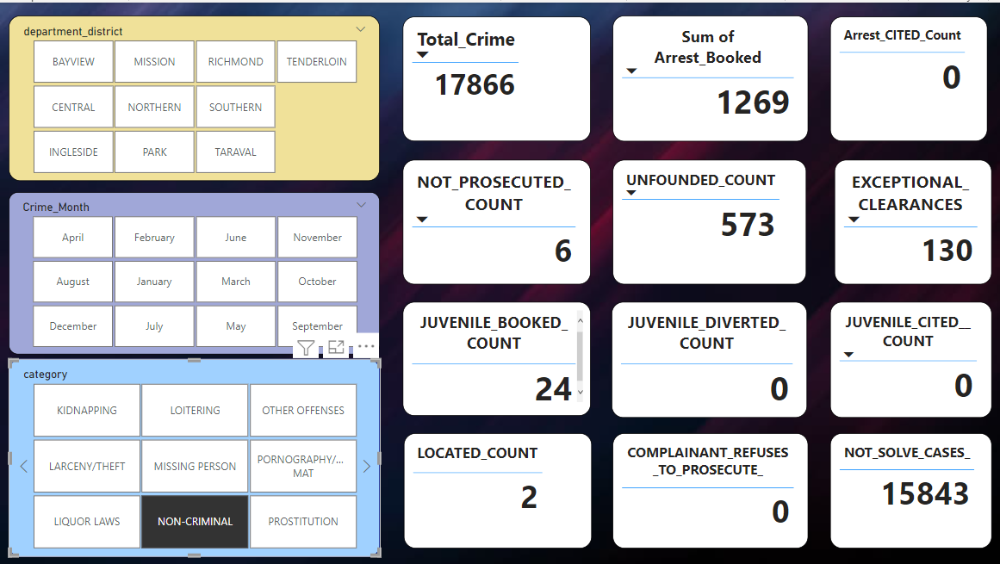 department_district
BAYVIEW
MISSION
RICHMOND
TENDERLOIN
CENTRAL
NORTHERN
SOUTHERN
INGLESIDE
PARK
TARAVAL
Crime_Month
April
February
June
November
August
January
March
October
December
July
May
September
category
KIDNAPPING
LOITERING
OTHER OFFENSES
LARCENY/THEFT
MISSING PERSON
PORNOGRAPHY/...
MAT
LIQUOR LAWS
NON-CRIMINAL
PROSTITUTION
Total_Crime
17866
Sum of
Arrest_Booked
1269
Arrest_CITED_Count
0
NOT_PROSECUTED_
COUNT
6
UNFOUNDED_COUNT
573
EXCEPTIONAL_
CLEARANCES
130
JUVENILE_BOOKED_
COUNT
24
JUVENILE_DIVERTED_
COUNT
0
JUVENILE_CITED__
COUNT
0
LOCATED_COUNT
2
COMPLAINANT_REFUSES
_TO_PROSECUTE_
0
NOT_SOLVE_CASES_
15843